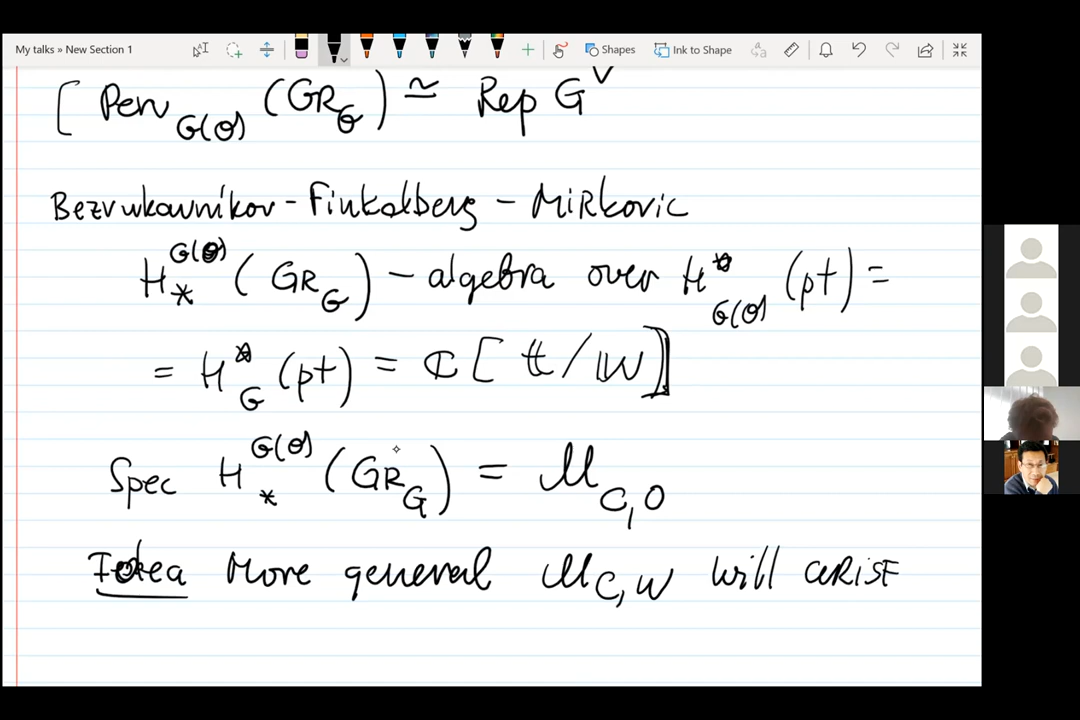 My talks » New Section 1
Shapes
Ink to Shape
[ Perv_{G(O)} (GR_G) ≃ Rep G^∨
Bezrukavnikov - Finkelberg - MiRkovic
H_*^{G(O)} (GR_G) - algebra over H^*_{G(O)} (pt) =
= H^*_G (pt) = ℂ[t/W]
Spec H_*^{G(O)} (GR_G) = M_{C,O}
Idea More general M_{C,W} will aRiSE